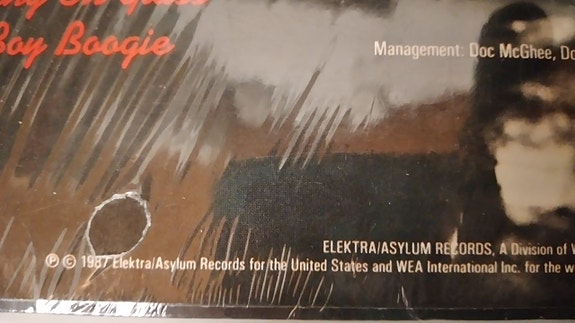 Boy Boogie
Management: Doc McGhee, Do
ELEKTRA/ASYLUM RECORDS, A Division of
℗ © 1987 Elektra/Asylum Records for the United States and WEA International Inc. for the w